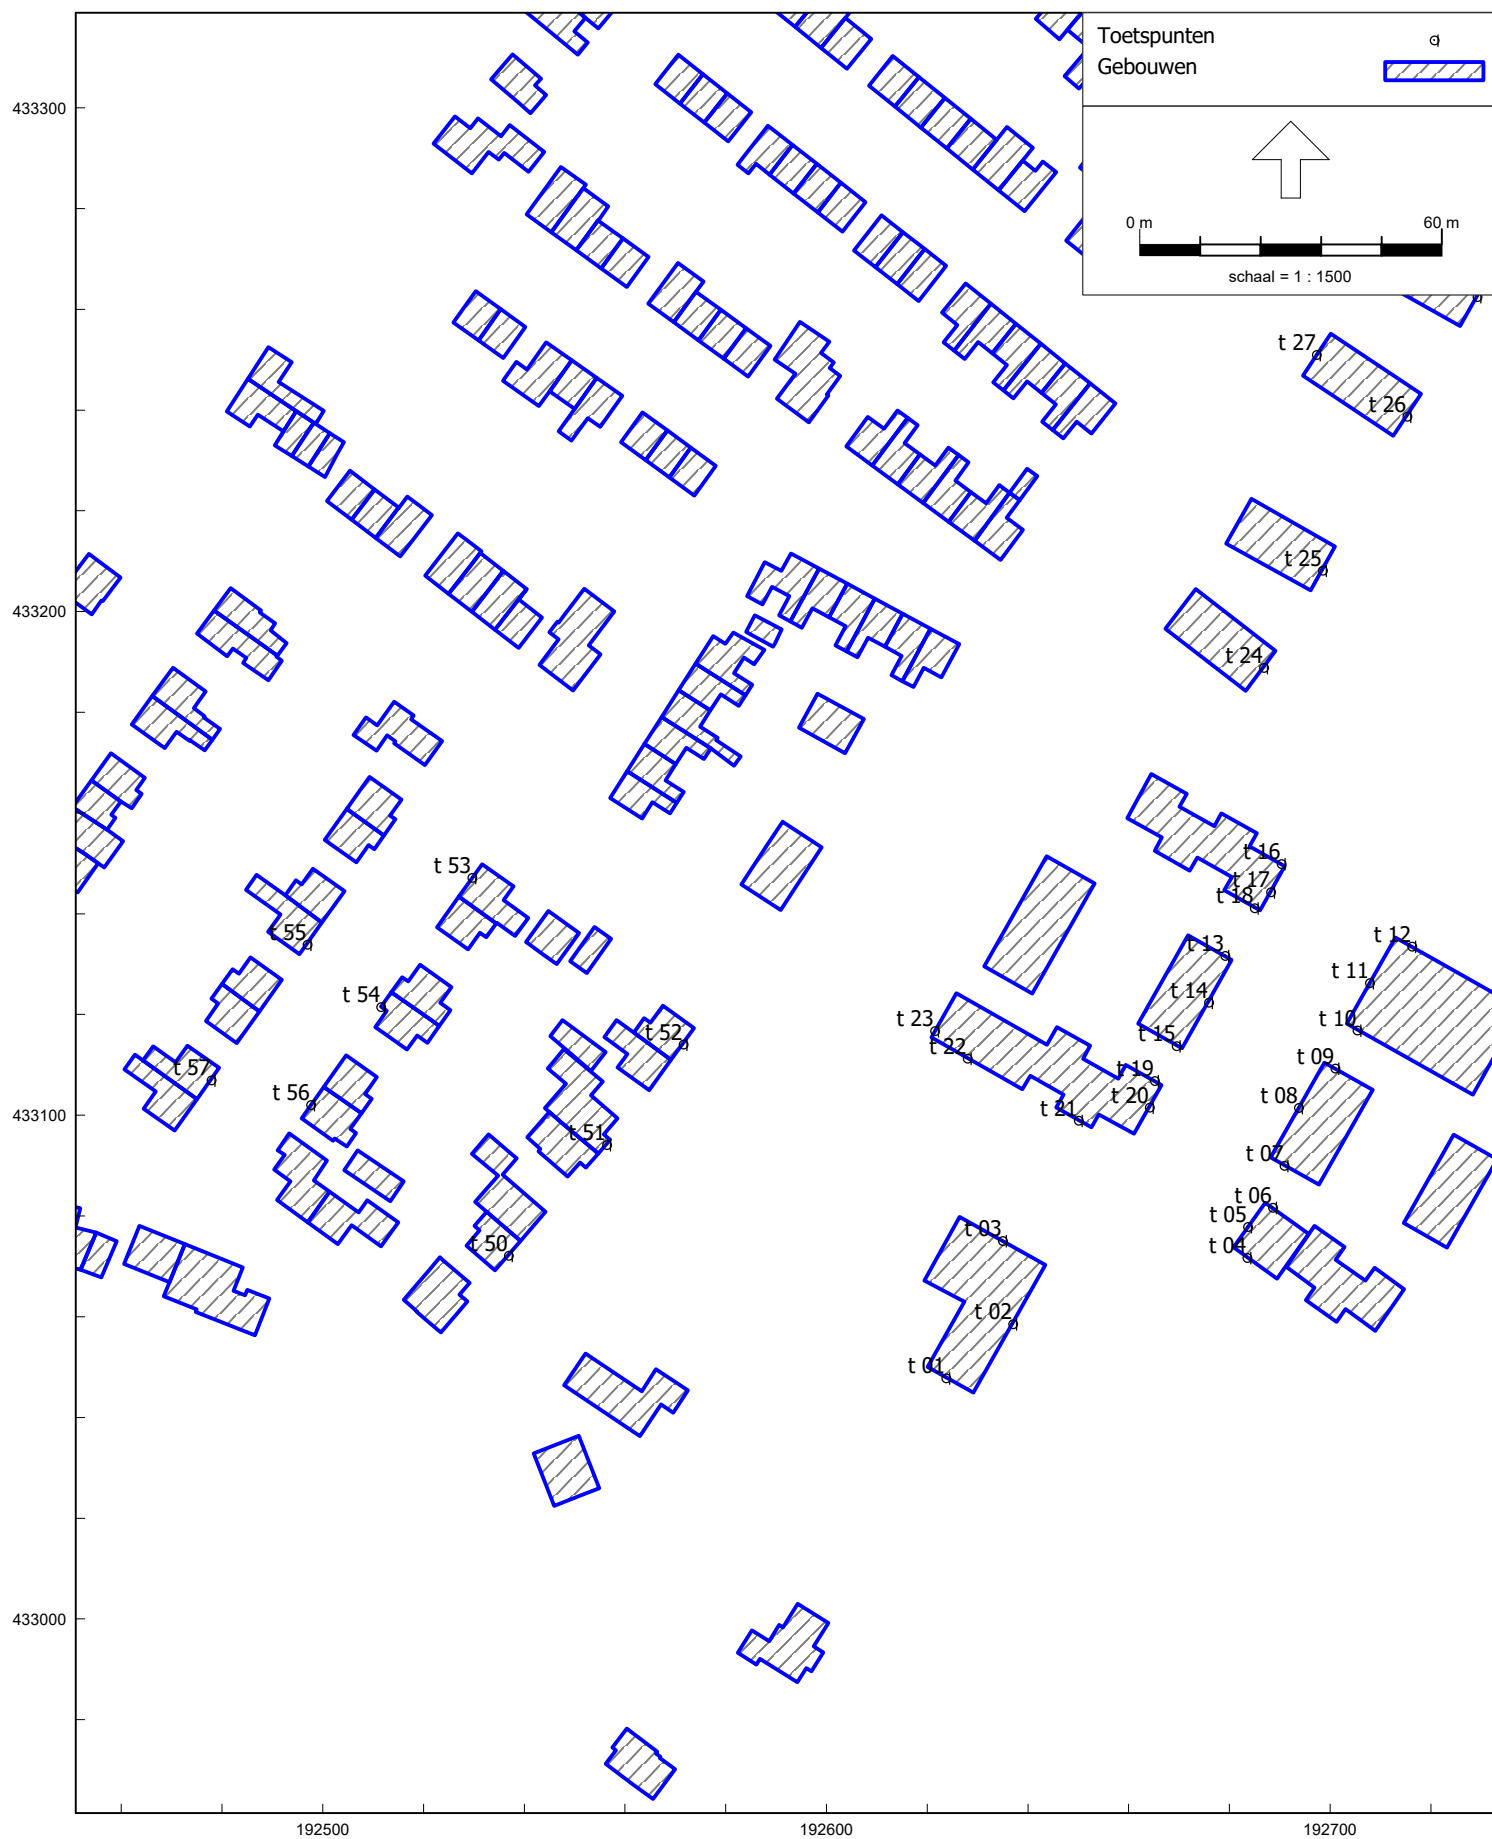 Toetspunten
Gebouwen
0 m 60 m
schaal = 1 : 1500
433300
t 27
t 26
t 25
433200
t 24
t 53
t 16
t 17
t 18
t 55
t 12
t 13
t 11
t 54
t 14
t 10
t 23
t 52
t 15
t 22
t 09
t 57
t 19
t 56
t 20
t 08
433100
t 21
t 51
t 07
t 06
t 05
t 03
t 50
t 04
t 02
t 01
433000
192500 192600 192700